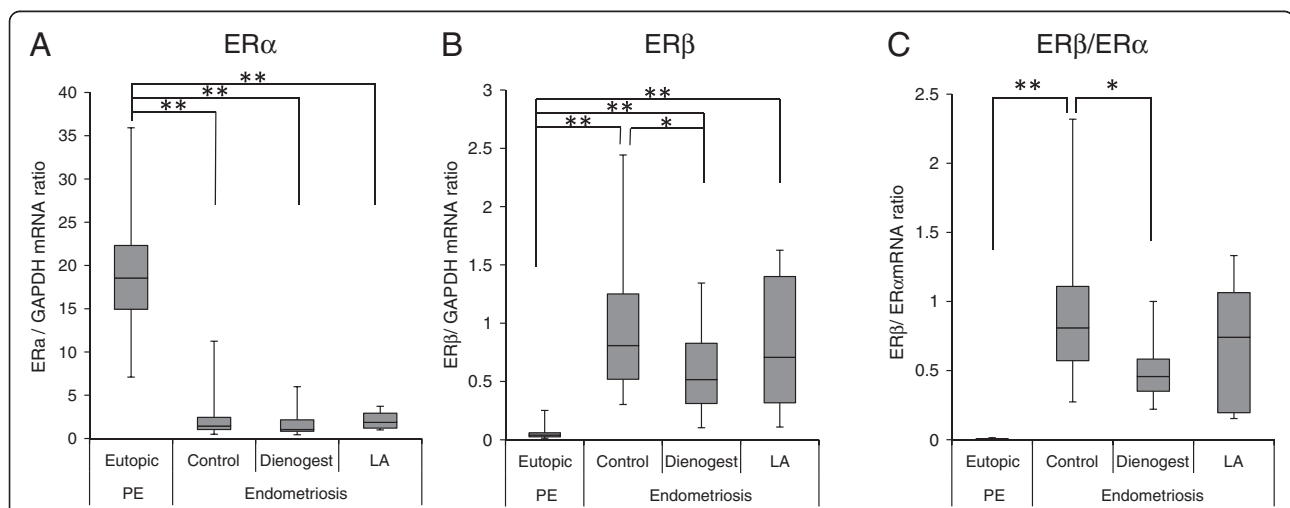 A
ERα
ERa / GAPDH mRNA ratio
40
35
30
25
20
15
10
5
0
**
**
**
Eutopic
Control
Dienogest
LA
PE
Endometriosis
B
ERβ
ERβ/ GAPDH mRNA ratio
3
2.5
2
1.5
1
0.5
0
**
**
**
*
Eutopic
Control
Dienogest
LA
PE
Endometriosis
C
ERβ/ERα
ERβ/ ERαmRNA ratio
2.5
2
1.5
1
0.5
0
**
*
Eutopic
Control
Dienogest
LA
PE
Endometriosis